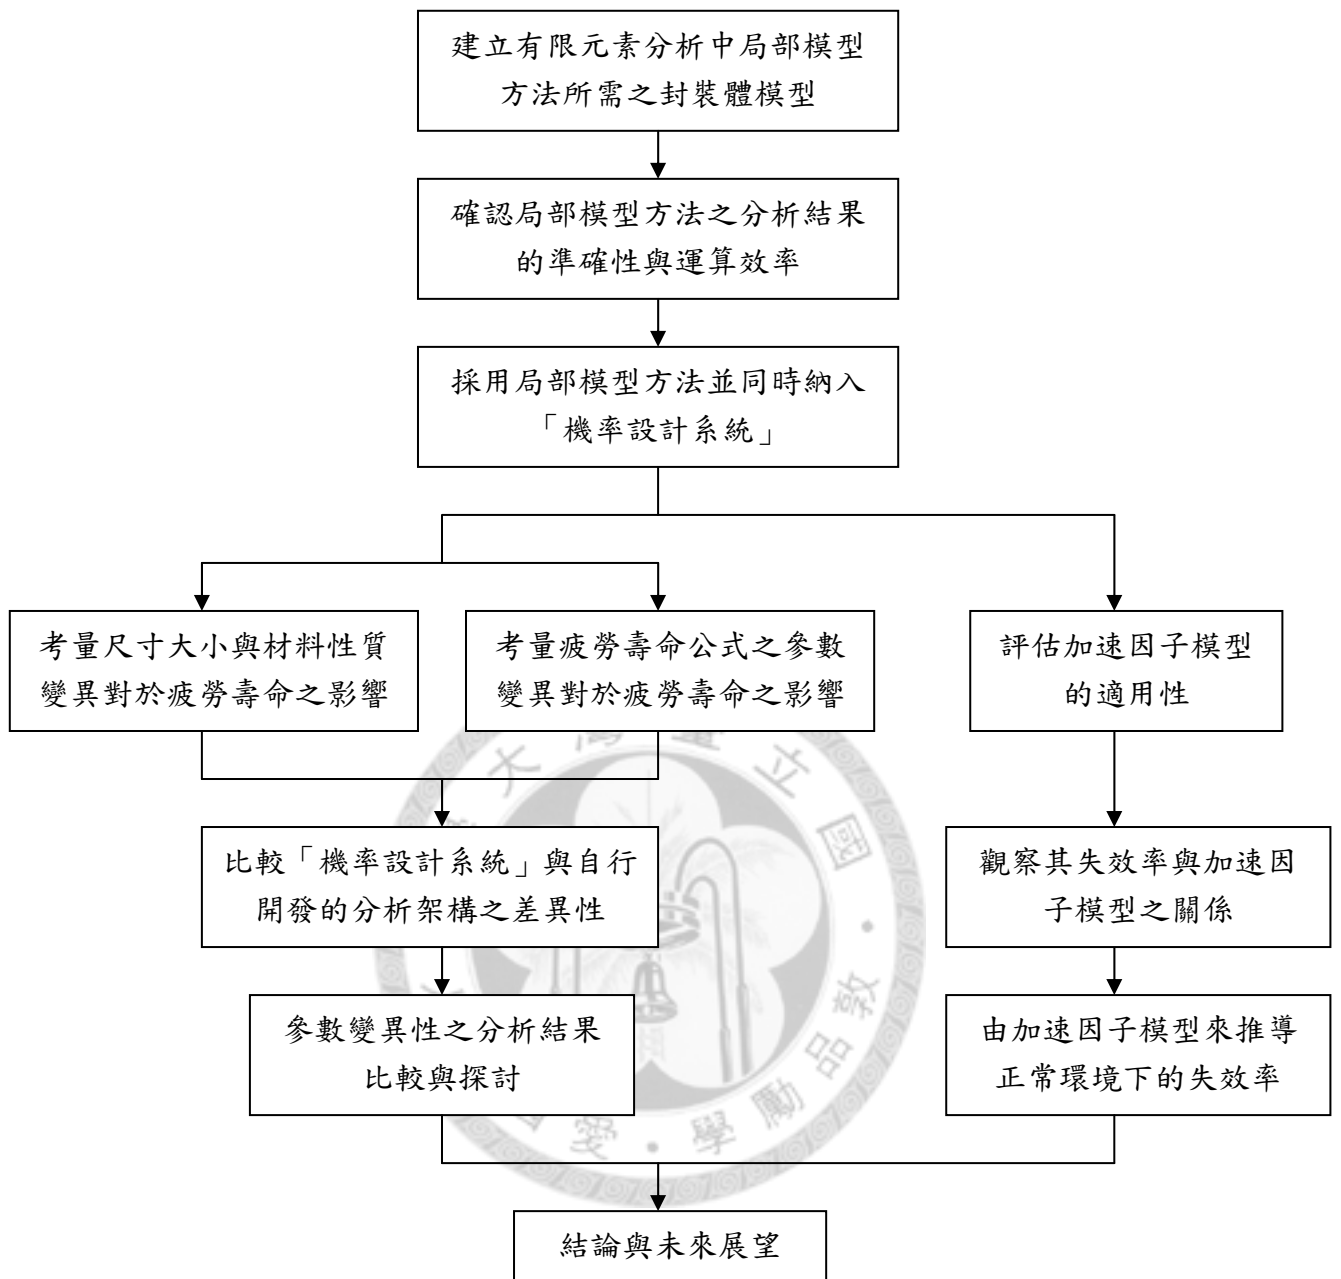 建立有限元素分析中局部模型
方法所需之封裝體模型
確認局部模型方法之分析結果
的準確性與運算效率
採用局部模型方法並同時納入
「機率設計系統」
考量尺寸大小與材料性質
變異對於疲勞壽命之影響
考量疲勞壽命公式之參數
變異對於疲勞壽命之影響
評估加速因子模型
的適用性
比較「機率設計系統」與自行
開發的分析架構之差異性
觀察其失效率與加速因
子模型之關係
參數變異性之分析結果
比較與探討
由加速因子模型來推導
正常環境下的失效率
結論與未來展望
大
立
國
敦
品
勵
學
愛